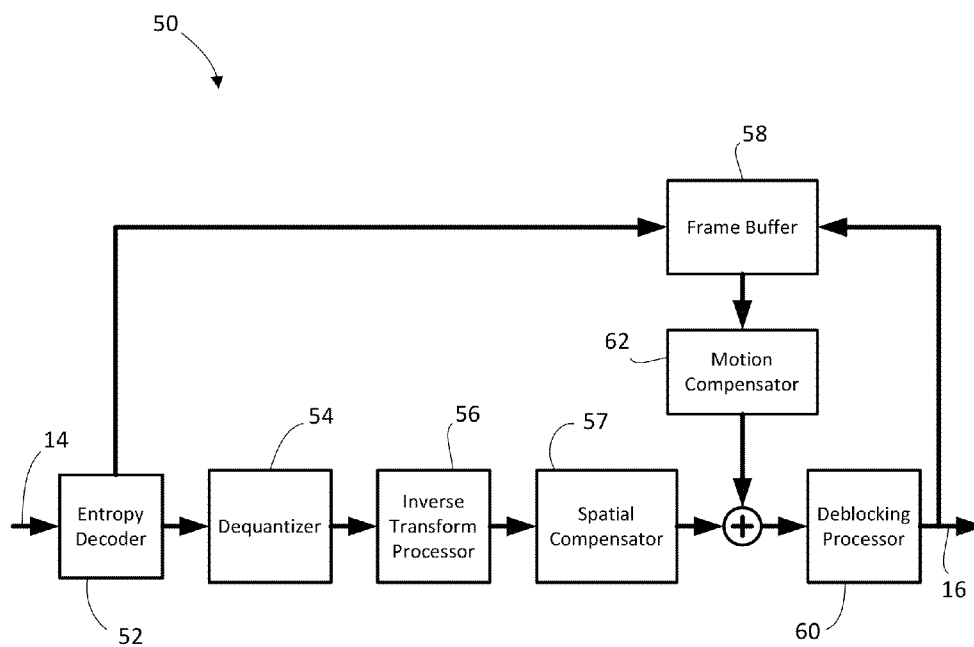 50
58
Frame Buffer
62
Motion
Compensator
14
54
56
57
Entropy
Decoder
Dequantizer
Inverse
Transform
Processor
Spatial
Compensator
+
Deblocking
Processor
16
52
60